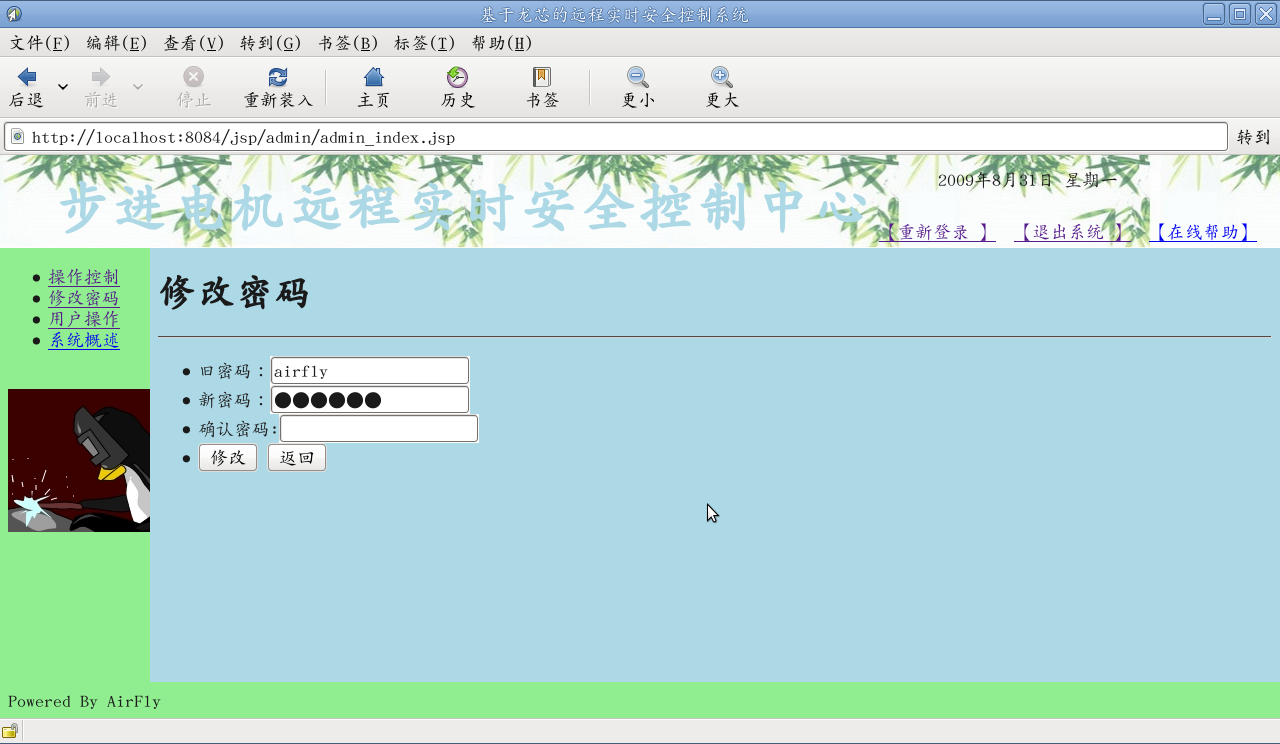 基于龙芯的远程实时安全控制系统
文件(F) 编辑(E) 查看(V) 转到(G) 书签(B) 标签(T) 帮助(H)
后退 前进 停止 重新装入 主页 历史 书签 更小 更大
http://localhost:8084/jsp/admin/admin_index.jsp 转到
步进电机远程实时安全控制中心
2009年8月31日 星期一
【重新登录 】 【退出系统 】 【在线帮助】
操作控制
修改密码
用户操作
系统概述
修改密码
旧密码：airfly
新密码：●●●●●●
确认密码:
修改 返回
Powered By AirFly